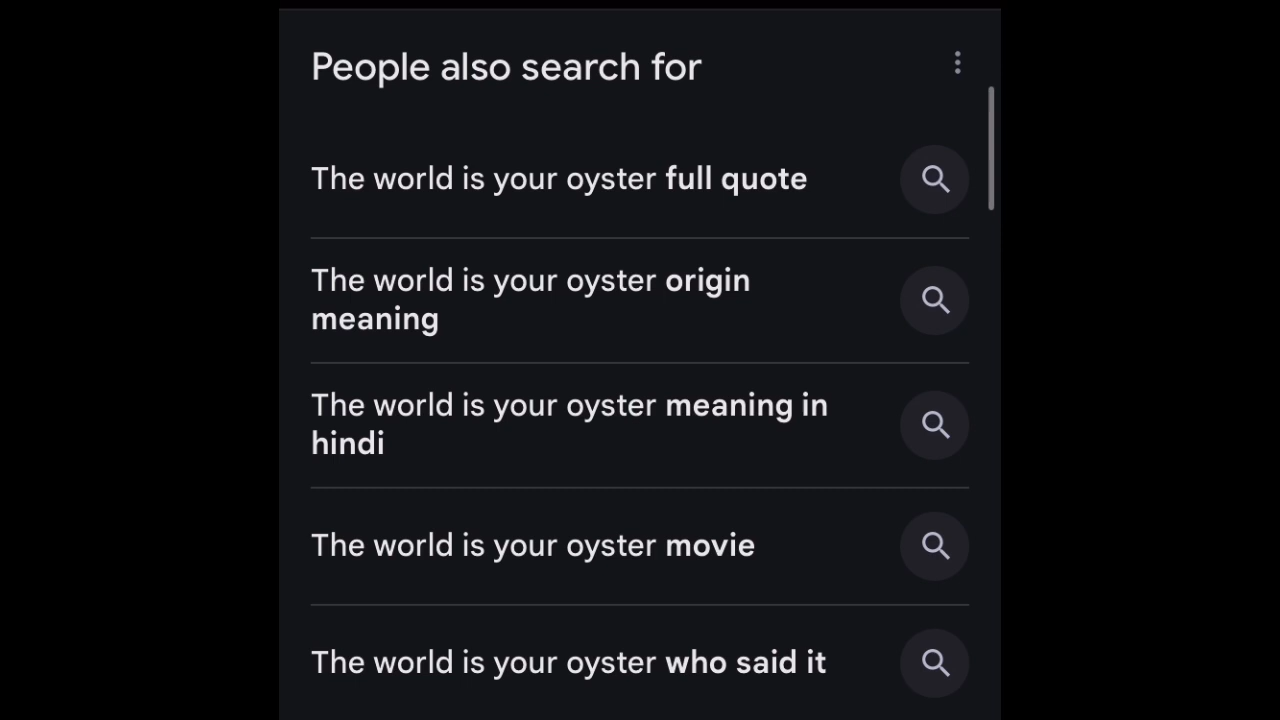 People also search for
The world is your oyster full quote
The world is your oyster origin
meaning
The world is your oyster meaning in
hindi
The world is your oyster movie
The world is your oyster who said it